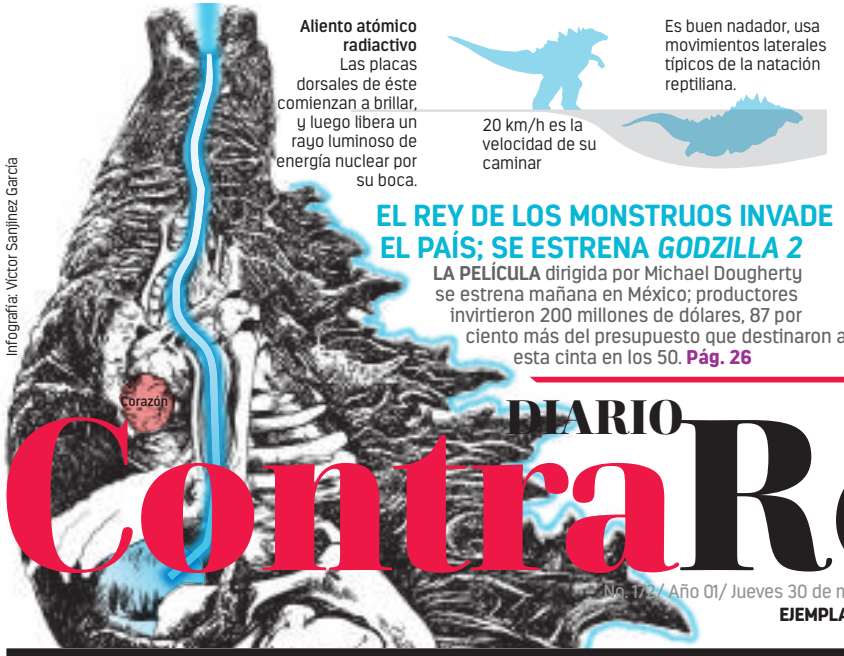 Aliento atómico
radiactivo
Las placas
dorsales de éste
comienzan a brillar,
y luego libera un
rayo luminoso de
energía nuclear por
su boca.
20 km/h es la
velocidad de su
caminar
Es buen nadador, usa
movimientos laterales
típicos de la natación
reptiliana.
Infografía: Víctor Sanjinez García
EL REY DE LOS MONSTRUOS INVADE
EL PAÍS; SE ESTRENA GODZILLA 2
LA PELÍCULA dirigida por Michael Dougherty
se estrena mañana en México; productores
invirtieron 200 millones de dólares, 87 por
ciento más del presupuesto que destinaron a
esta cinta en los 50. Pág. 26
Corazón
DIARIO
ContraRe
No. 172/ Año 01/ Jueves 30 de m
EJEMPLA